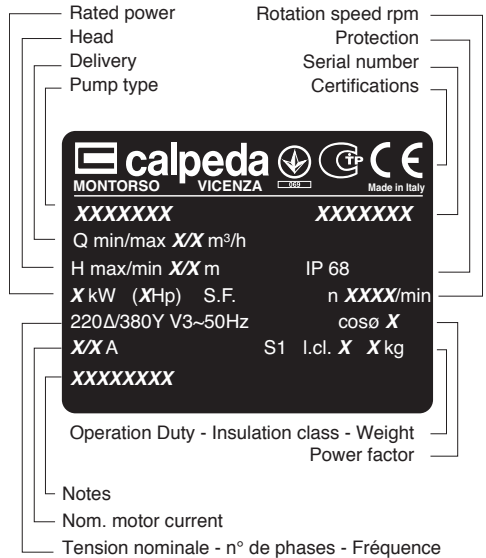 Rated power Rotation speed rpm
Head Protection
Delivery Serial number
Pump type Certifications
calpeda CTP CE
MONTORSO VICENZA 069 Made in Italy
XXXXXXX XXXXXXX
Q min/max X/X m³/h
H max/min X/X m IP 68
X kW (XHp) S.F. n XXXX/min
220Δ/380Y V3~50Hz cosø X
X/X A S1 I.cl. X X kg
XXXXXXXX
Operation Duty - Insulation class - Weight
Power factor
Notes
Nom. motor current
Tension nominale - n° de phases - Fréquence